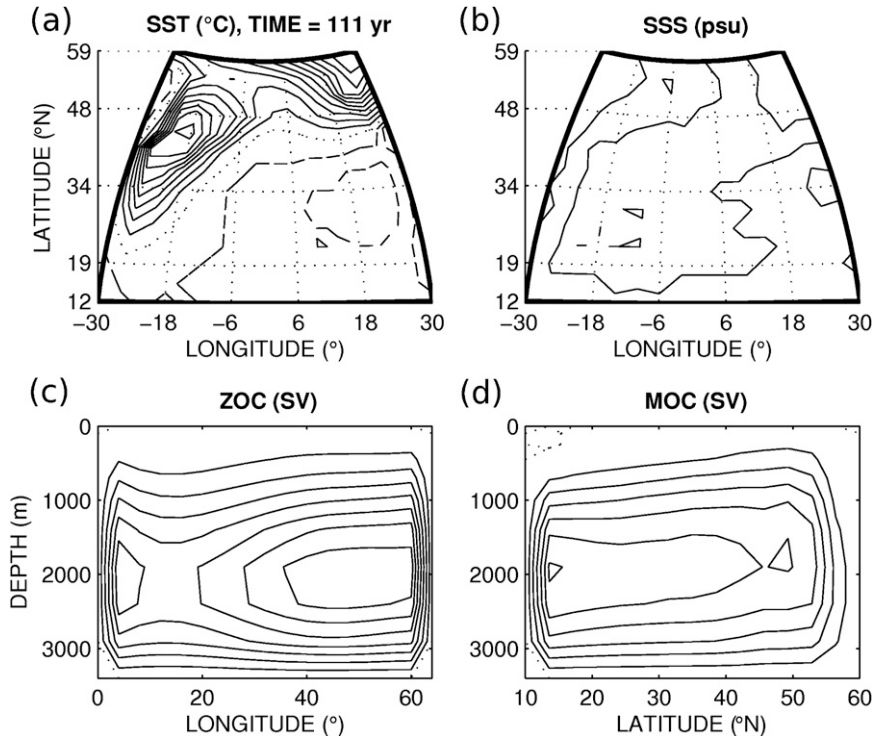 (a) SST (°C), TIME = 111 yr
59
48
34
19
12
LATITUDE (°N)
−30 −18 −6 6 18 30
LONGITUDE (°)
(b) SSS (psu)
59
48
34
19
12
−30 −18 −6 6 18 30
LONGITUDE (°)
(c) ZOC (SV)
0
1000
2000
3000
DEPTH (m)
0 20 40 60
LONGITUDE (°)
(d) MOC (SV)
0
1000
2000
3000
10 20 30 40 50 60
LATITUDE (°N)